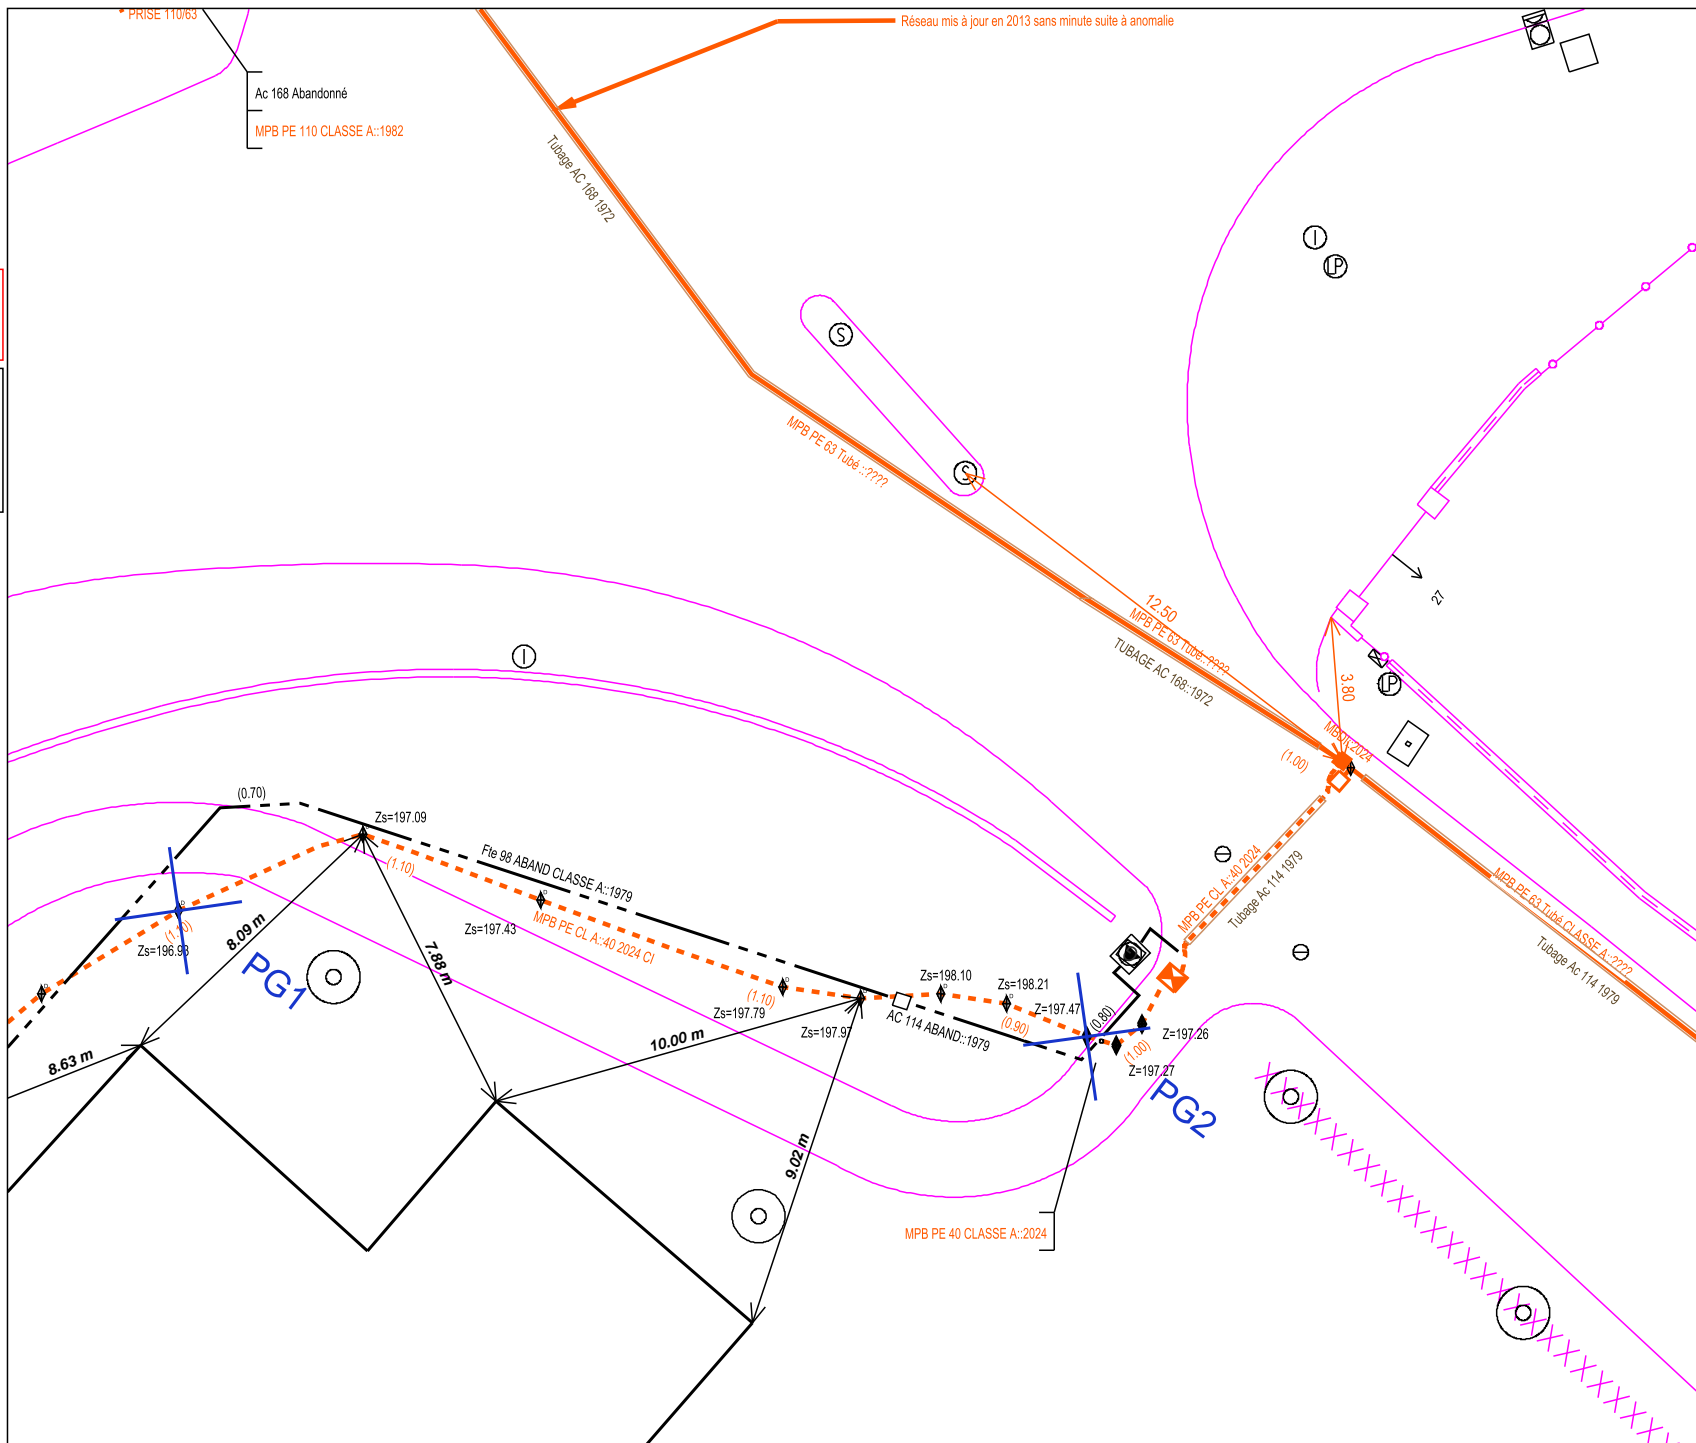 PRISE 110/63
Réseau mis à jour en 2013 sans minute suite à anomalie
Ac 168 Abandonné
MPB PE 110 CLASSE A::1982
Tubage AC 168 1972
I
LP
S
MPB PE 63 Tubé ::????
S
27
12.50
MPB PE 63 Tubé::????
TUBAGE AC 168::1972
I
3.80
LP
MBDI::2024
(1.00)
(0.70)
Zs=197.09
Fte 98 ABAND CLASSE A::1979
(1.10)
MPB PE CL A::40 2024
Tubage Ac 114 1979
MPB PE 63 Tubé CLASSE A::????
Tubage Ac 114 1979
Zs=197.43
MPB PE CL A::40 2024 CI
(1.10)
Zs=196.93
8.09 m
7.88 m
PG1
Zs=198.10
Zs=198.21
(1.10)
Zs=197.79
Z=197.47
(0.80)
(0.90)
Zs=197.97
AC 114 ABAND::1979
Z=197.26
(1.00)
Z=197.27
10.00 m
8.63 m
PG2
9.02 m
MPB PE 40 CLASSE A::2024